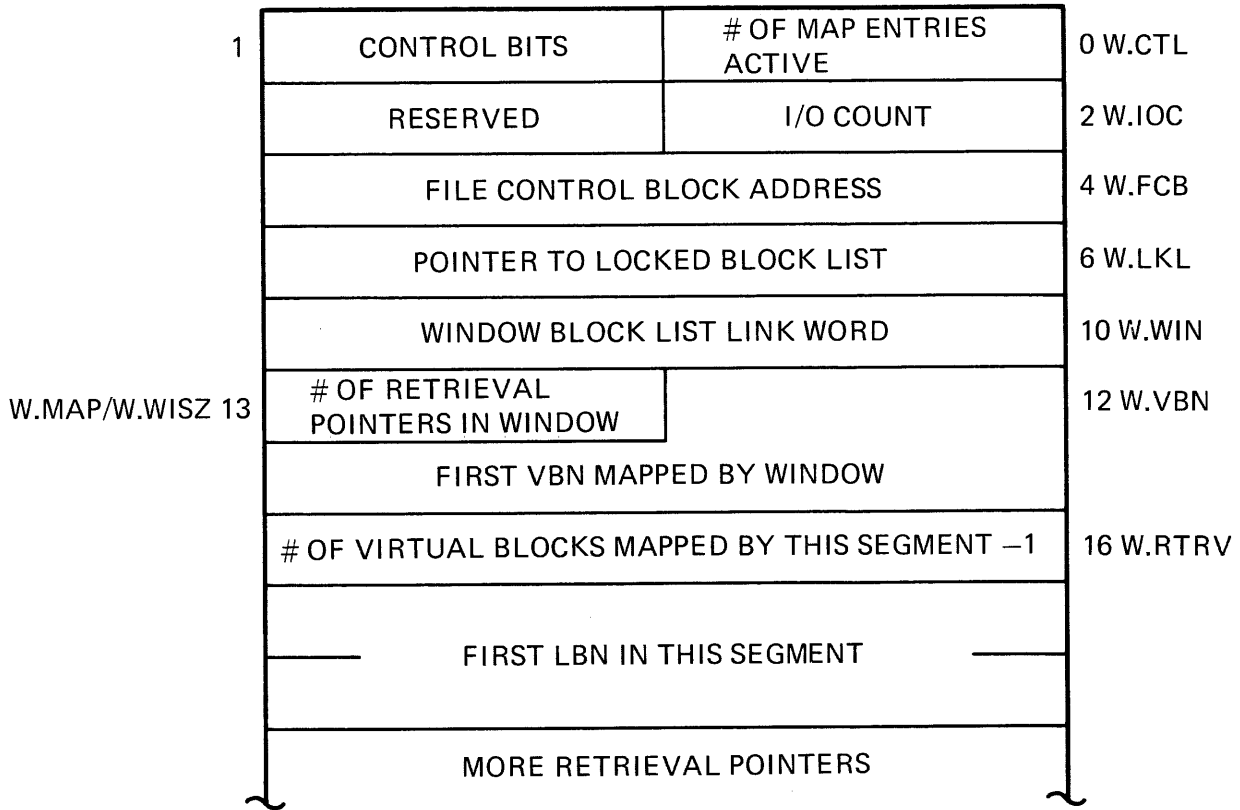 1 CONTROL BITS # OF MAP ENTRIES 0 W.CTL
ACTIVE
RESERVED I/O COUNT 2 W.IOC
FILE CONTROL BLOCK ADDRESS 4 W.FCB
POINTER TO LOCKED BLOCK LIST 6 W.LKL
WINDOW BLOCK LIST LINK WORD 10 W.WIN
W.MAP/W.WISZ 13 # OF RETRIEVAL 12 W.VBN
POINTERS IN WINDOW
FIRST VBN MAPPED BY WINDOW
# OF VIRTUAL BLOCKS MAPPED BY THIS SEGMENT –1 16 W.RTRV
FIRST LBN IN THIS SEGMENT
MORE RETRIEVAL POINTERS